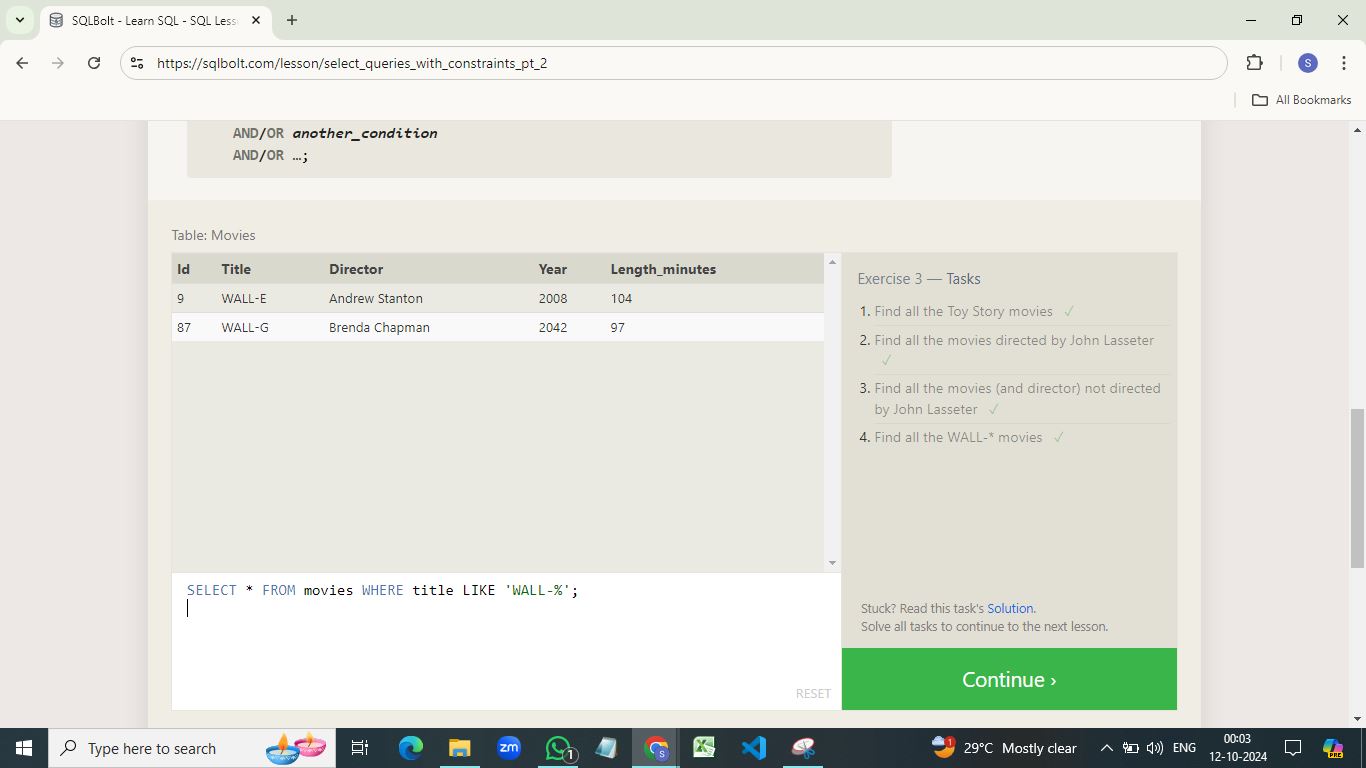 SQLBolt - Learn SQL - SQL Less
https://sqlbolt.com/lesson/select_queries_with_constraints_pt_2
S
All Bookmarks
AND/OR another_condition
AND/OR …;
Table: Movies
Id Title Director Year Length_minutes
9 WALL-E Andrew Stanton 2008 104
87 WALL-G Brenda Chapman 2042 97
Exercise 3 — Tasks
1. Find all the Toy Story movies ✓
2. Find all the movies directed by John Lasseter
✓
3. Find all the movies (and director) not directed
by John Lasseter ✓
4. Find all the WALL-* movies ✓
SELECT * FROM movies WHERE title LIKE 'WALL-%';
RESET
Stuck? Read this task's Solution.
Solve all tasks to continue to the next lesson.
Continue ›
Type here to search
zm
1
S
1
29°C Mostly clear
ENG
00:03
12-10-2024
PRE